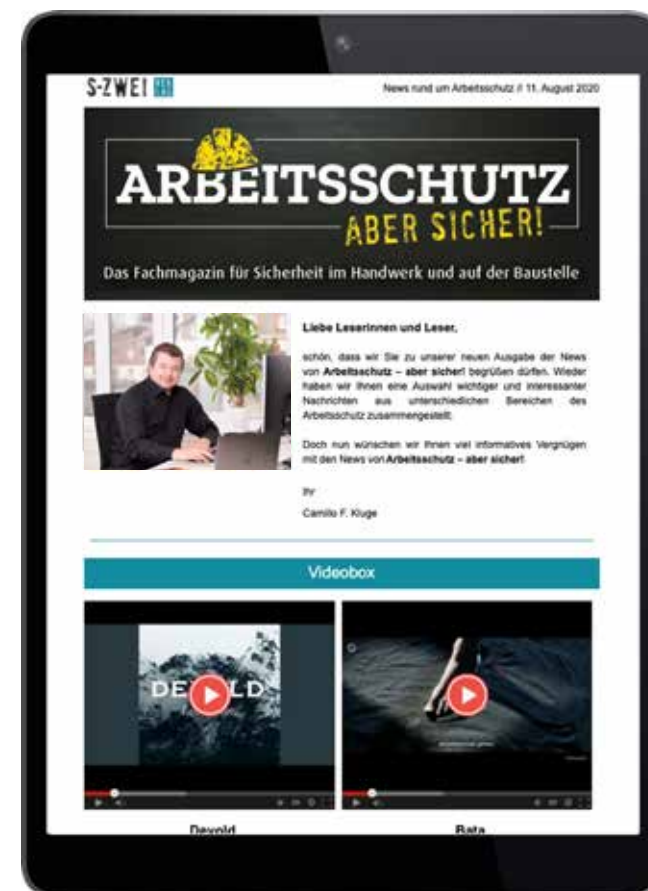 S-ZWEI
News rund um Arbeitsschutz // 11. August 2020
ARBEITSSCHUTZ
ABER SICHER!
Das Fachmagazin für Sicherheit im Handwerk und auf der Baustelle
Liebe Leserinnen und Leser,
schön, dass wir Sie zu unserer neuen Ausgabe der News
von Arbeitsschutz – aber sicher! begrüßen dürfen. Wieder
haben wir Ihnen eine Auswahl wichtiger und interessanter
Nachrichten aus unterschiedlichen Bereichen des
Arbeitsschutz zusammengestellt.
Doch nun wünschen wir Ihnen viel informatives Vergnügen
mit den News von Arbeitsschutz – aber sicher!
Ihr
Camillo F. Kluge
Videobox
Devold
Bata